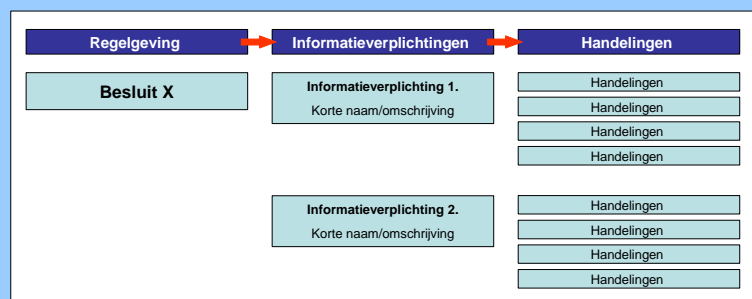 Regelgeving
Informatieverplichtingen
Handelingen
Besluit X
Informatieverplichting 1.
Korte naam/omschrijving
Handelingen
Handelingen
Handelingen
Handelingen
Informatieverplichting 2.
Korte naam/omschrijving
Handelingen
Handelingen
Handelingen
Handelingen